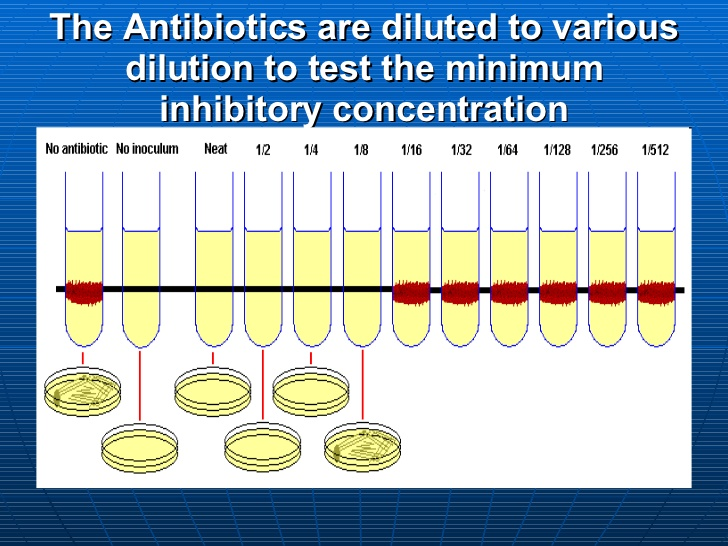 The Antibiotics are diluted to various
dilution to test the minimum
inhibitory concentration
No antibiotic No inoculum Neat 1/2 1/4 1/8 1/16 1/32 1/64 1/128 1/256 1/512